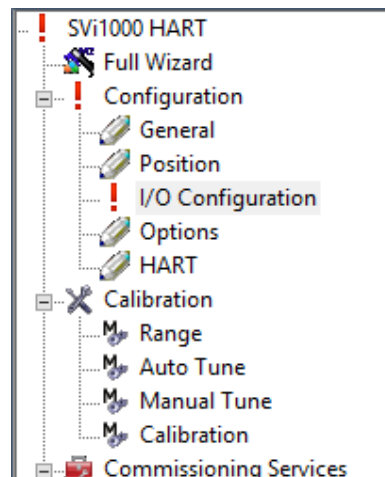 SVi1000 HART
Full Wizard
Configuration
General
Position
I/O Configuration
Options
HART
Calibration
M Range
M Auto Tune
M Manual Tune
M Calibration
Commissioning Services